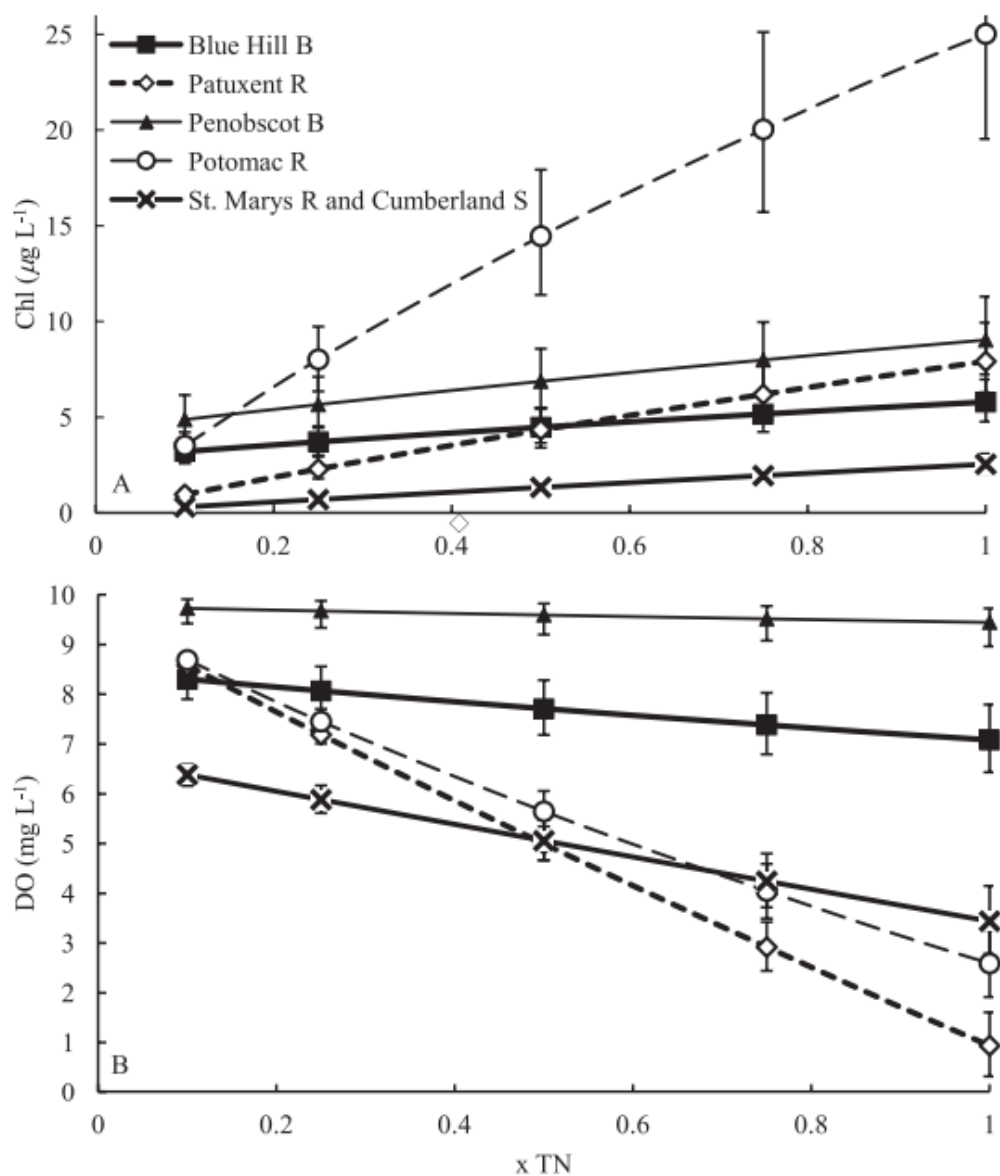 25
20
15
10
5
0
Chl (µg L⁻¹)
Blue Hill B
Patuxent R
Penobscot B
Potomac R
St. Marys R and Cumberland S
A
0 0.2 0.4 0.6 0.8 1
10
9
8
7
6
5
4
3
2
1
0
DO (mg L⁻¹)
B
0 0.2 0.4 0.6 0.8 1
x TN